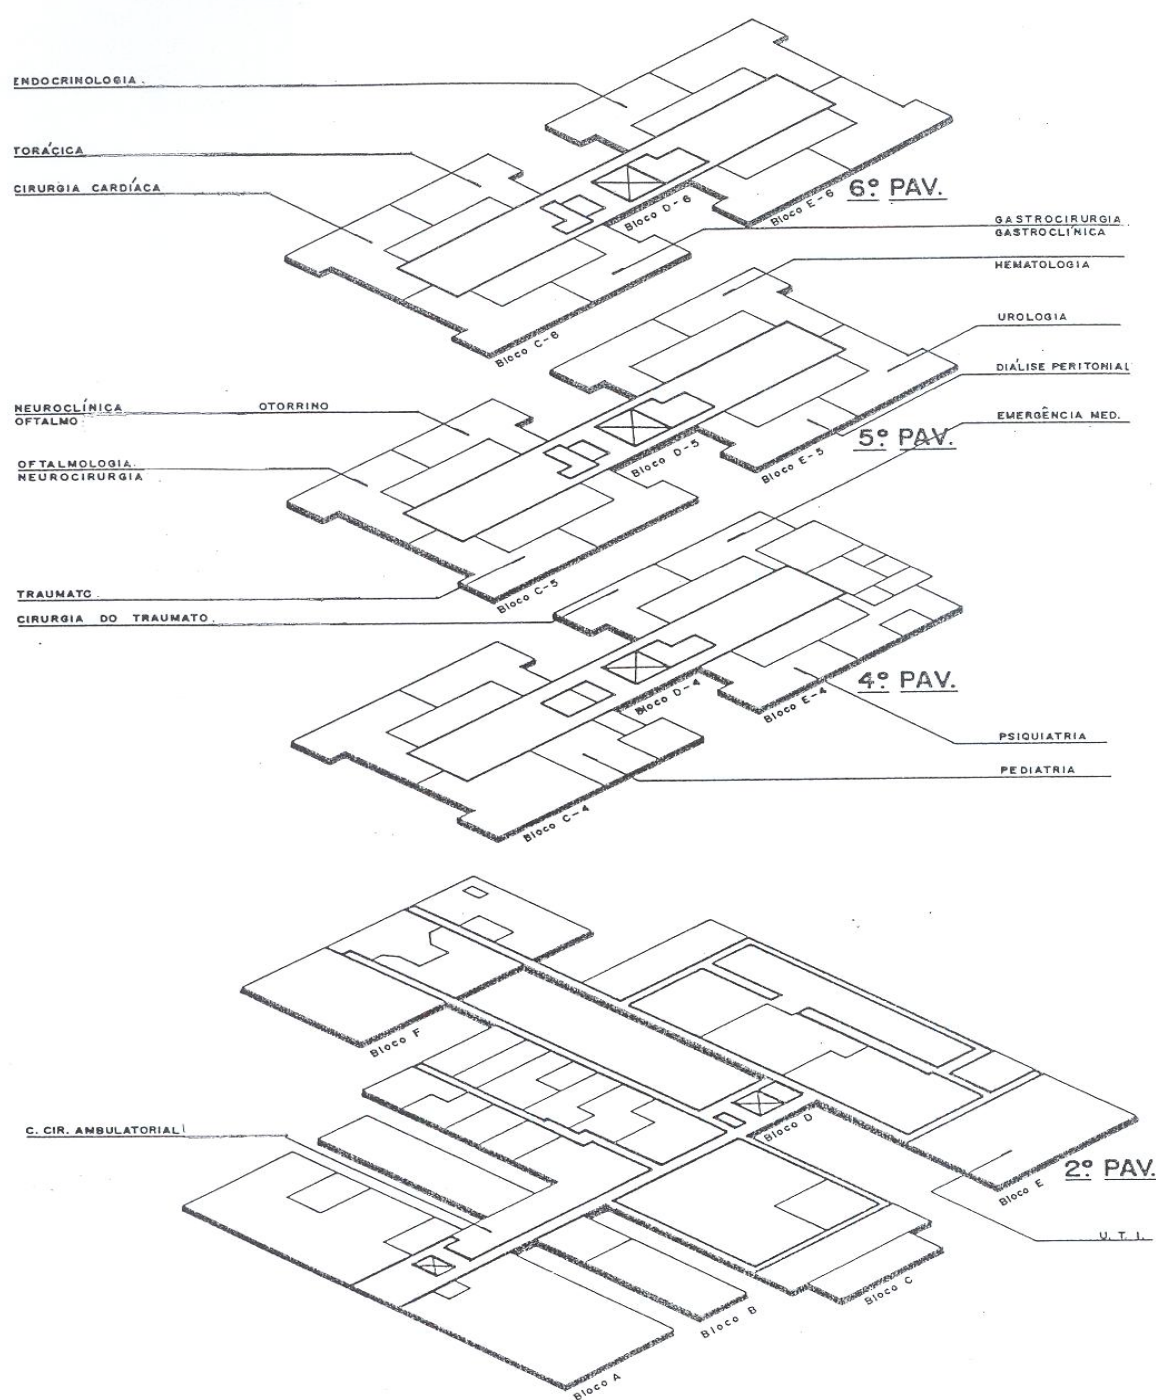 ENDOCRINOLOGIA.
TORÁCICA
CIRURGIA CARDÍACA
6º PAV.
Bloco D-6
Bloco E-6
GASTROCIRURGIA
GASTROCLÍNICA
HEMATOLOGIA
Bloco C-6
UROLOGIA
DIÁLISE PERITONIAL
NEUROCLÍNICA OTORRINO
OFTALMO
EMERGÊNCIA MED.
5º PAV.
Bloco D-5
Bloco E-5
OFTALMOLOGIA.
NEUROCIRURGIA
Bloco C-5
TRAUMATO.
CIRURGIA DO TRAUMATO.
4º PAV.
Bloco D-4
Bloco E-4
PSIQUIATRIA
PEDIATRIA
Bloco C-4
Bloco F
C. CIR. AMBULATORIAL
Bloco D
2º PAV.
Bloco E
U. T. I.
Bloco C
Bloco B
Bloco A